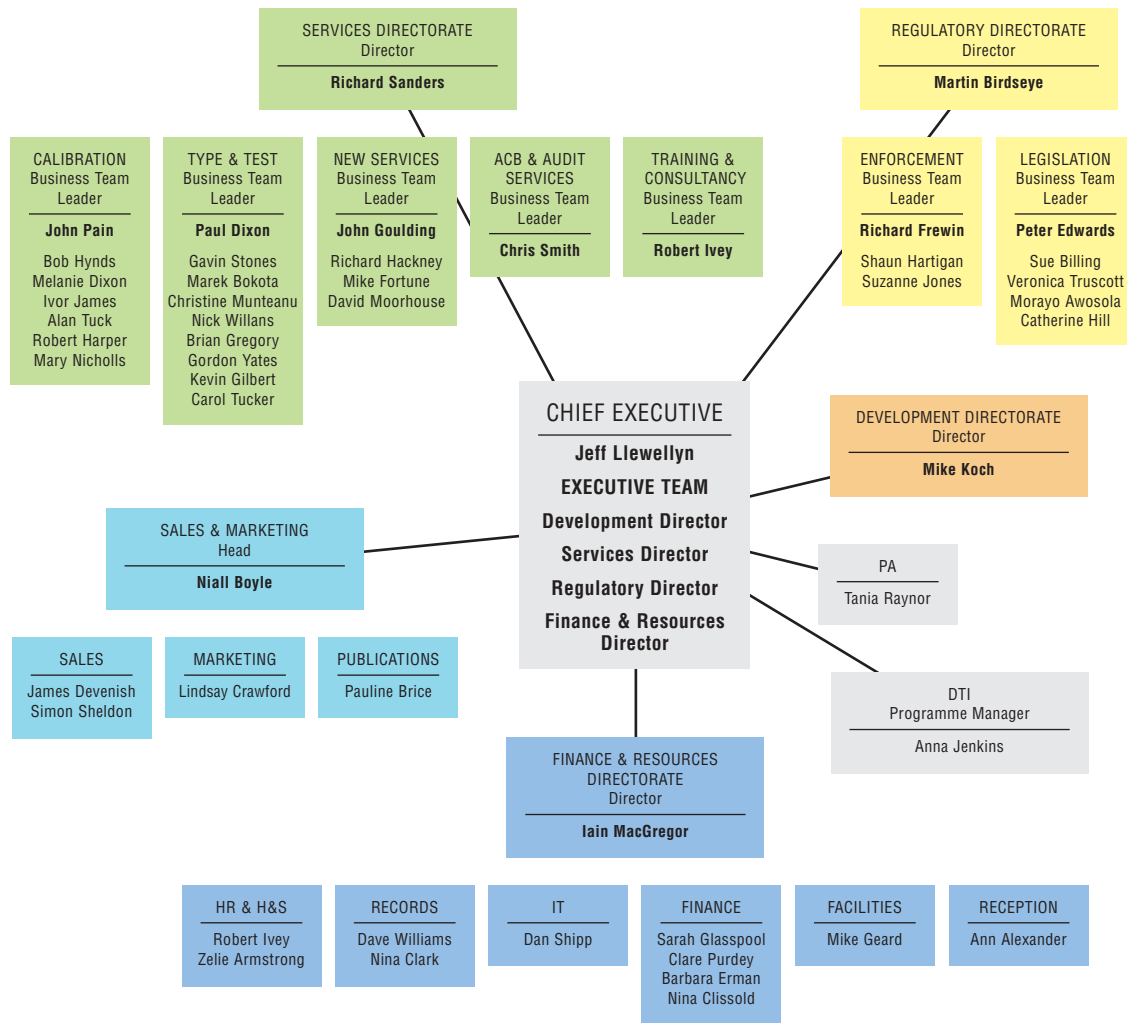 SERVICES DIRECTORATE
Director
Richard Sanders
REGULATORY DIRECTORATE
Director
Martin Birdseye
CALIBRATION
Business Team
Leader
John Pain
Bob Hynds
Melanie Dixon
Ivor James
Alan Tuck
Robert Harper
Mary Nicholls
TYPE & TEST
Business Team
Leader
Paul Dixon
Gavin Stones
Marek Bokota
Christine Munteanu
Nick Willans
Brian Gregory
Gordon Yates
Kevin Gilbert
Carol Tucker
NEW SERVICES
Business Team
Leader
John Goulding
Richard Hackney
Mike Fortune
David Moorhouse
ACB & AUDIT
SERVICES
Business Team
Leader
Chris Smith
TRAINING &
CONSULTANCY
Business Team
Leader
Robert Ivey
ENFORCEMENT
Business Team
Leader
Richard Frewin
Shaun Hartigan
Suzanne Jones
LEGISLATION
Business Team
Leader
Peter Edwards
Sue Billing
Veronica Truscott
Morayo Awosola
Catherine Hill
CHIEF EXECUTIVE
Jeff Llewellyn
EXECUTIVE TEAM
Development Director
Services Director
Regulatory Director
Finance & Resources
Director
DEVELOPMENT DIRECTORATE
Director
Mike Koch
SALES & MARKETING
Head
Niall Boyle
PA
Tania Raynor
SALES
James Devenish
Simon Sheldon
MARKETING
Lindsay Crawford
PUBLICATIONS
Pauline Brice
DTI
Programme Manager
Anna Jenkins
FINANCE & RESOURCES
DIRECTORATE
Director
Iain MacGregor
HR & H&S
Robert Ivey
Zelie Armstrong
RECORDS
Dave Williams
Nina Clark
IT
Dan Shipp
FINANCE
Sarah Glasspool
Clare Purdey
Barbara Erman
Nina Clissold
FACILITIES
Mike Geard
RECEPTION
Ann Alexander